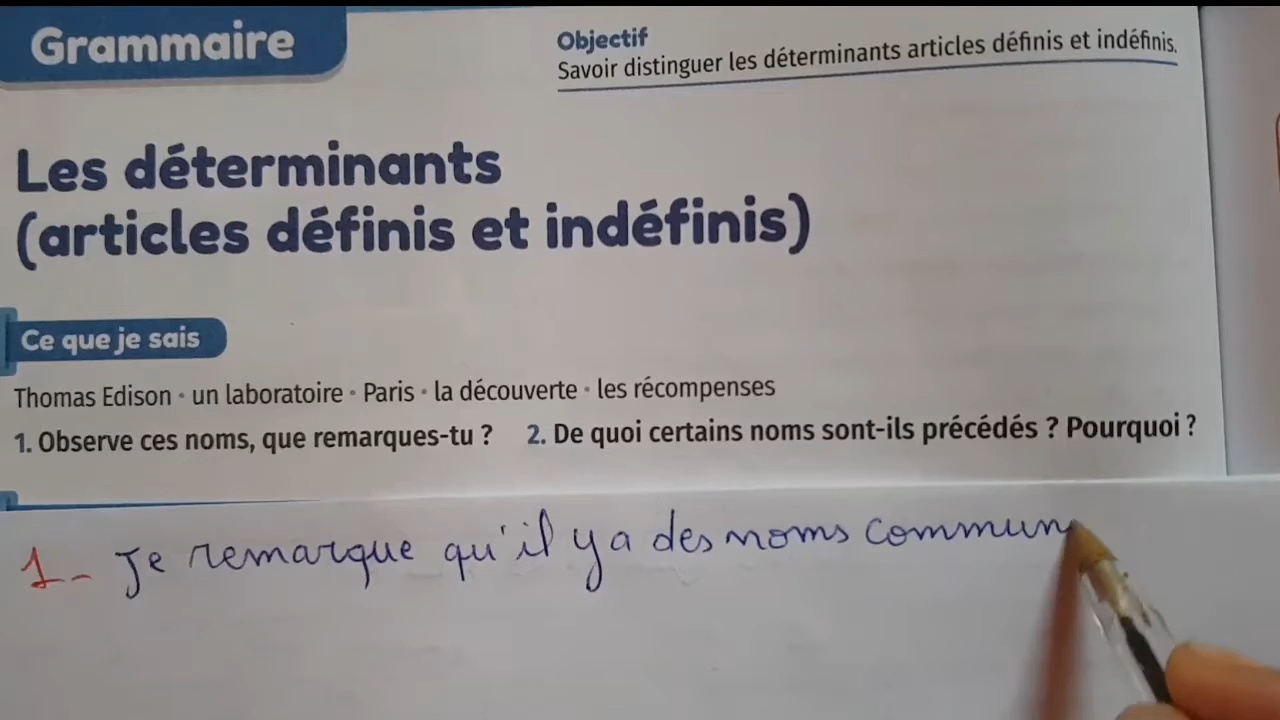 Grammaire
Objectif
Savoir distinguer les déterminants articles définis et indéfinis.
Les déterminants
(articles définis et indéfinis)
Ce que je sais
Thomas Edison • un laboratoire • Paris • la découverte • les récompenses
1. Observe ces noms, que remarques-tu ? 2. De quoi certains noms sont-ils précédés ? Pourquoi ?
1- Je remarque qu'il y a des noms commun